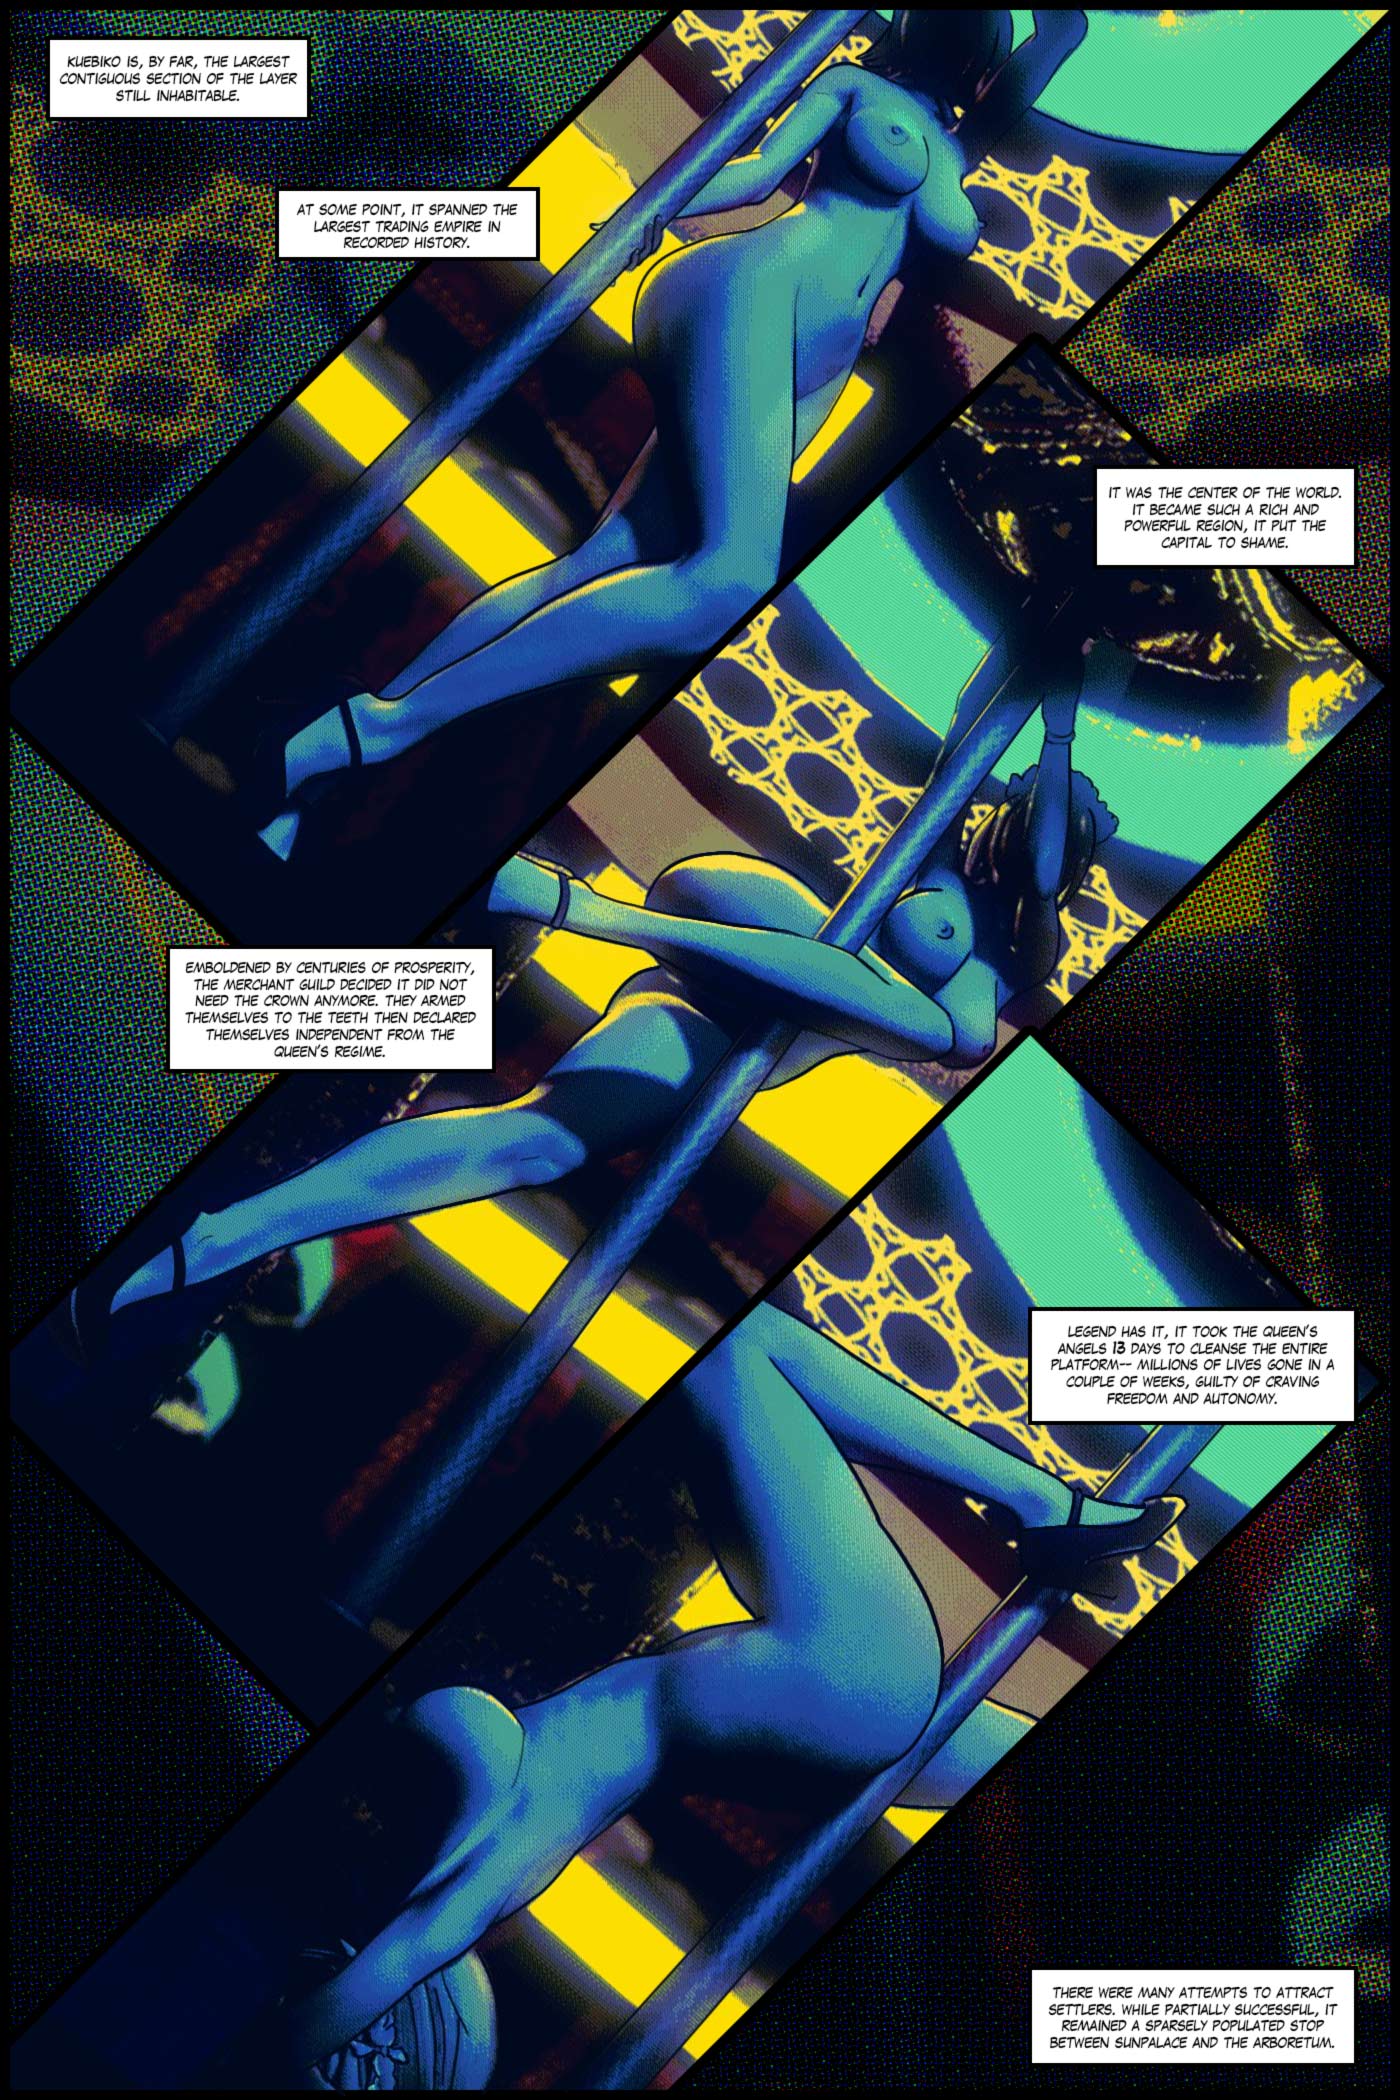 KUEBIKO IS, BY FAR, THE LARGEST
CONTIGUOUS SECTION OF THE LAYER
STILL INHABITABLE.
AT SOME POINT, IT SPANNED THE
LARGEST TRADING EMPIRE IN
RECORDED HISTORY.
IT WAS THE CENTER OF THE WORLD.
IT BECAME SUCH A RICH AND
POWERFUL REGION, IT PUT THE
CAPITAL TO SHAME.
EMBOLDENED BY CENTURIES OF PROSPERITY,
THE MERCHANT GUILD DECIDED IT DID NOT
NEED THE CROWN ANYMORE. THEY ARMED
THEMSELVES TO THE TEETH THEN DECLARED
THEMSELVES INDEPENDENT FROM THE
QUEEN'S REGIME.
LEGEND HAS IT, IT TOOK THE QUEEN'S
ANGELS 13 DAYS TO CLEANSE THE ENTIRE
PLATFORM-- MILLIONS OF LIVES GONE IN A
COUPLE OF WEEKS, GUILTY OF CRAVING
FREEDOM AND AUTONOMY.
THERE WERE MANY ATTEMPTS TO ATTRACT
SETTLERS. WHILE PARTIALLY SUCCESSFUL, IT
REMAINED A SPARSELY POPULATED STOP
BETWEEN SUNPALACE AND THE ARBORETUM.